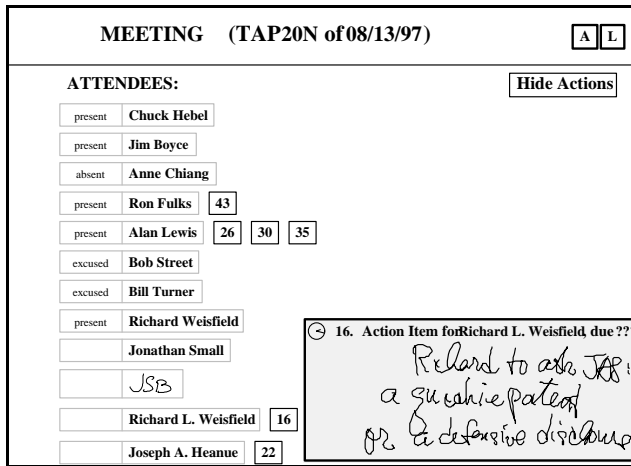 MEETING (TAP20N of 08/13/97) A L
ATTENDEES: Hide Actions
present Chuck Hebel
present Jim Boyce
absent Anne Chiang
present Ron Fulks 43
present Alan Lewis 26 30 35
excused Bob Street
excused Bill Turner
present Richard Weisfield
Jonathan Small
JSB
Richard L. Weisfield 16
Joseph A. Heanue 22
16. Action Item for Richard L. Weisfield, due ??
Richard to ask
a patent
or a defensive disclosure